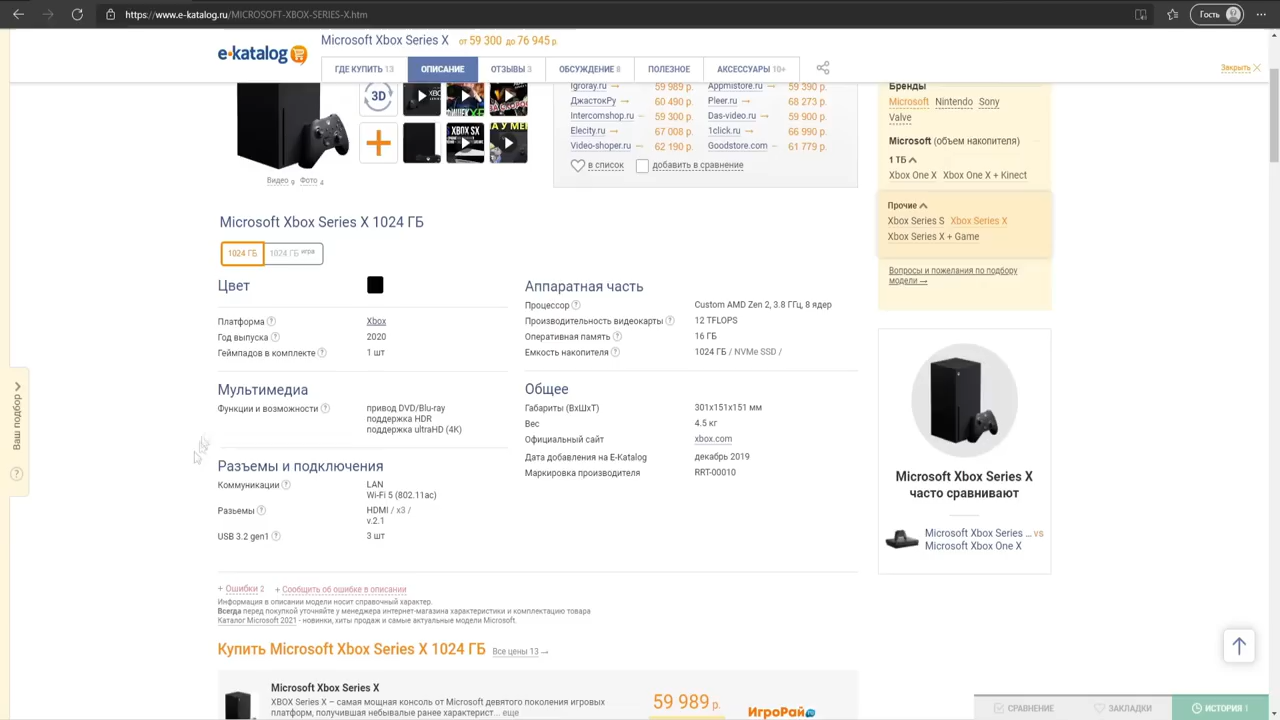 https://www.e-katalog.ru/MICROSOFT-XBOX-SERIES-X.htm
Гость
e·katalog
Microsoft Xbox Series X от 59 300 до 76 945 р.
ГДЕ КУПИТЬ 13 ОПИСАНИЕ ОТЗЫВЫ 3 ОБСУЖДЕНИЕ 8 ПОЛЕЗНОЕ АКСЕССУАРЫ 10+
Закрыть
3D
XBOX SX
Видео 9 Фото 4
Igroray.ru → 59 989 р. Appmistore.ru → 59 390 р.
ДжастокРу → 60 490 р. Pleer.ru → 68 273 р.
Intercomshop.ru 59 300 р. Das-video.ru → 59 900 р.
Elecity.ru → 67 008 р. 1click.ru → 66 990 р.
Video-shoper.ru 62 190 р. Goodstore.com 61 779 р.
в список добавить в сравнение
Бренды
Microsoft Nintendo Sony
Valve
Microsoft (объем накопителя)
1 ТБ
Xbox One X Xbox One X + Kinect
Прочие
Xbox Series S Xbox Series X
Xbox Series X + Game
Вопросы и пожелания по подбору
модели →
Microsoft Xbox Series X 1024 ГБ
1024 ГБ 1024 ГБ игра
Цвет
Платформа ? Xbox
Год выпуска ? 2020
Геймпадов в комплекте ? 1 шт
Мультимедиа
Функции и возможности ? привод DVD/Blu-ray
поддержка HDR
поддержка ultraHD (4K)
Разъемы и подключения
Коммуникации ? LAN
Wi-Fi 5 (802.11ac)
Разьемы ? HDMI / x3 /
v.2.1
USB 3.2 gen1 ? 3 шт
Аппаратная часть
Процессор ? Custom AMD Zen 2, 3.8 ГГц, 8 ядер
Производительность видеокарты ? 12 TFLOPS
Оперативная память ? 16 ГБ
Емкость накопителя ? 1024 ГБ / NVMe SSD /
Общее
Габариты (ВхШхТ) 301x151x151 мм
Вес 4.5 кг
Официальный сайт xbox.com
Дата добавления на E-Katalog декабрь 2019
Маркировка производителя RRT-00010
Microsoft Xbox Series X
часто сравнивают
Microsoft Xbox Series ... vs
Microsoft Xbox One X
Ваш подбор
?
+ Ошибки 2 + Сообщить об ошибке в описании
Информация в описании модели носит справочный характер.
Всегда перед покупкой уточняйте у менеджера интернет-магазина характеристики и комплектацию товара
Каталог Microsoft 2021 - новинки, хиты продаж и самые актуальные модели Microsoft.
Купить Microsoft Xbox Series X 1024 ГБ Все цены 13 →
Microsoft Xbox Series X
XBOX Series X – самая мощная консоль от Microsoft девятого поколения игровых
платформ, получившая небывалые ранее характерист... еще
59 989 р.
ИгроРай
СРАВНЕНИЕ ЗАКЛАДКИ ИСТОРИЯ 1